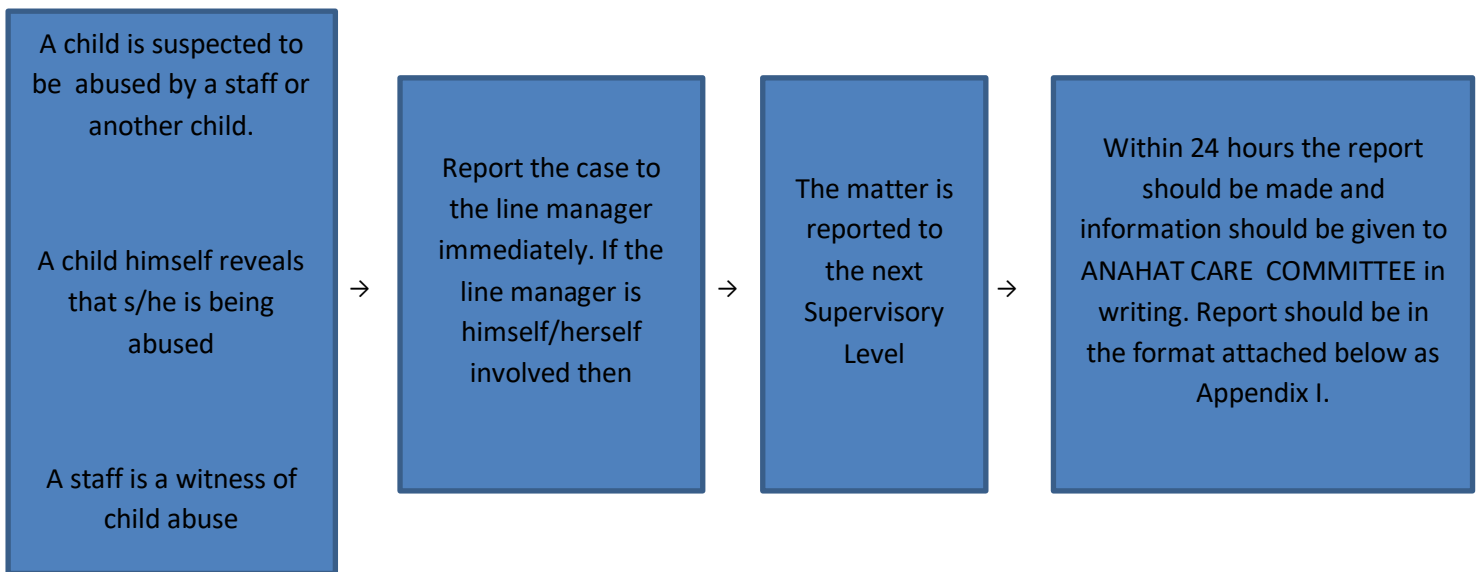 A child is suspected to
be abused by a staff or
another child.
A child himself reveals
that s/he is being
abused
A staff is a witness of
child abuse
→
Report the case to
the line manager
immediately. If the
line manager is
himself/herself
involved then
→
The matter is
reported to
the next
Supervisory
Level
→
Within 24 hours the report
should be made and
information should be given to
ANAHAT CARE COMMITTEE in
writing. Report should be in
the format attached below as
Appendix I.